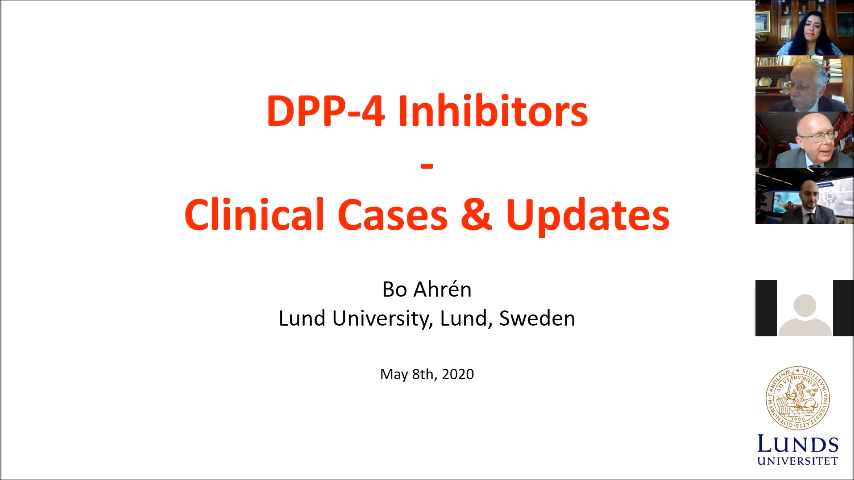 DPP-4 Inhibitors
-
Clinical Cases & Updates
Bo Ahrén
Lund University, Lund, Sweden
May 8th, 2020
LUNDS
UNIVERSITET